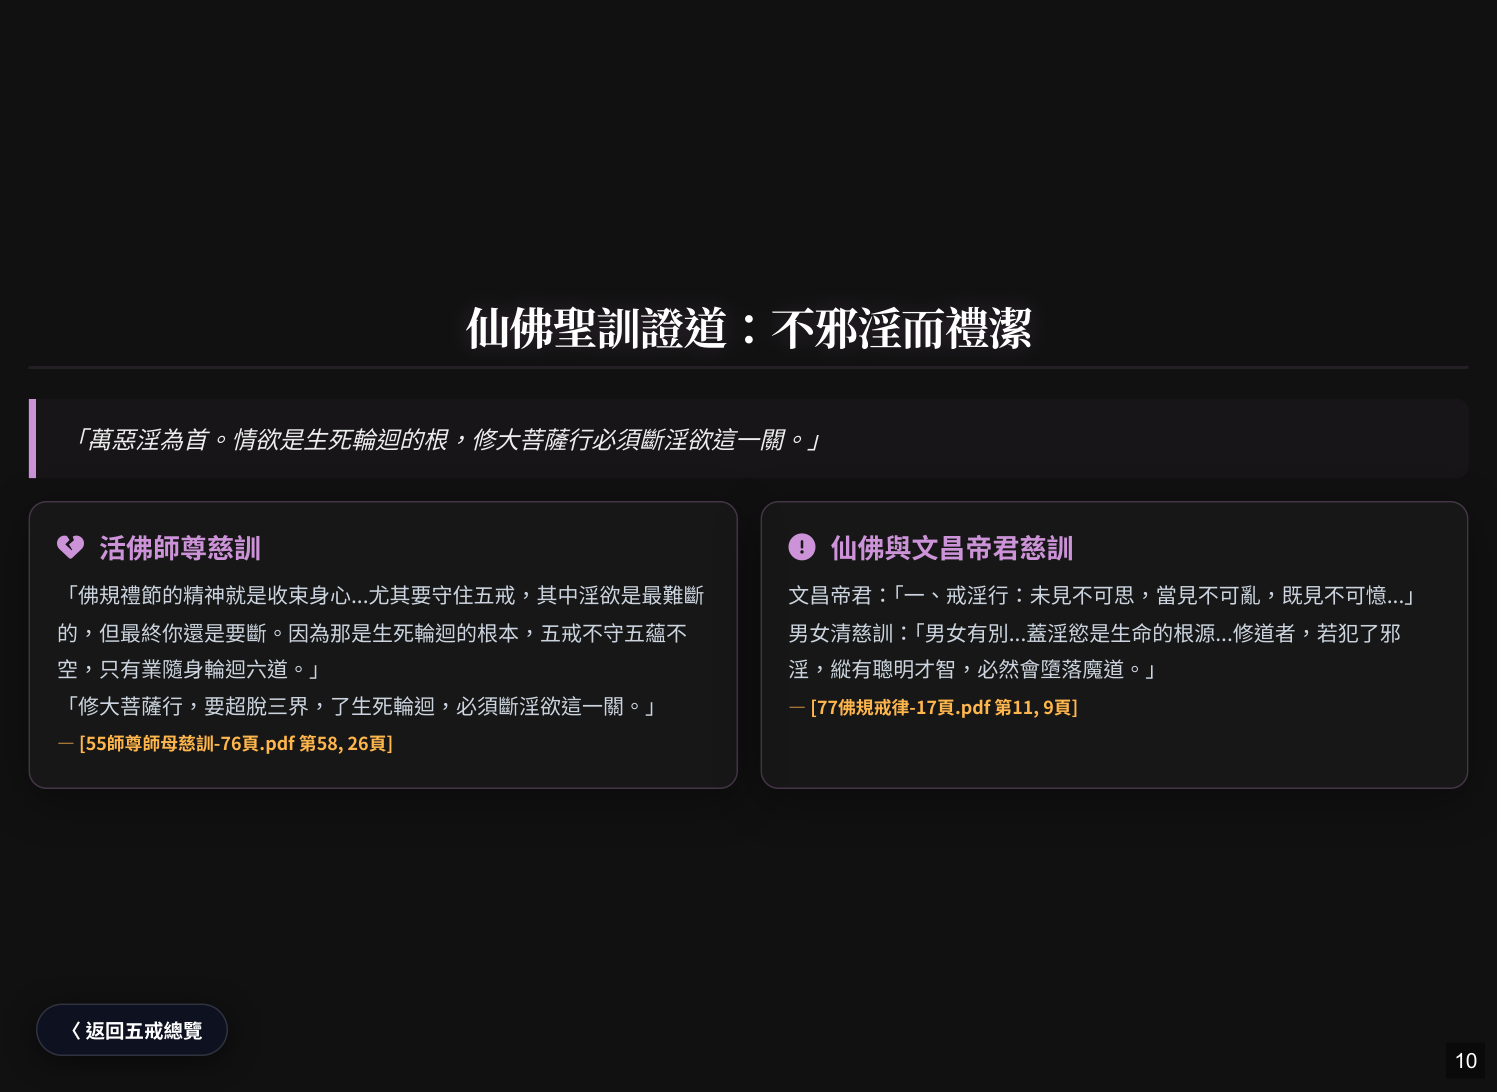 仙佛聖訓證道：不邪淫而禮潔
「萬惡淫為首。情欲是生死輪迴的根，修大菩薩行必須斷淫欲這一關。」
活佛師尊慈訓
「佛規禮節的精神就是收束身心...尤其要守住五戒，其中淫欲是最難斷
的，但最終你還是要斷。因為那是生死輪迴的根本，五戒不守五蘊不
空，只有業隨身輪迴六道。」
「修大菩薩行，要超脫三界，了生死輪迴，必須斷淫欲這一關。」
— [55師尊師母慈訓-76頁.pdf 第58, 26頁]
仙佛與文昌帝君慈訓
文昌帝君：「一、戒淫行：未見不可思，當見不可亂，既見不可憶...」
男女清慈訓：「男女有別...蓋淫慾是生命的根源...修道者，若犯了邪
淫，縱有聰明才智，必然會墮落魔道。」
— [77佛規戒律-17頁.pdf 第11, 9頁]
〈 返回五戒總覽
10